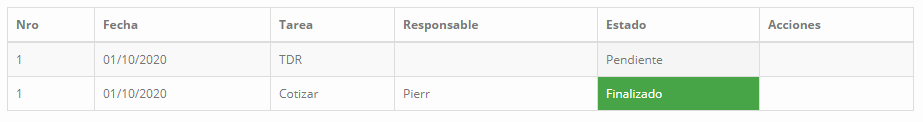 Nro Fecha Tarea Responsable Estado Acciones
1 01/10/2020 TDR Pendiente
1 01/10/2020 Cotizar Pierr Finalizado